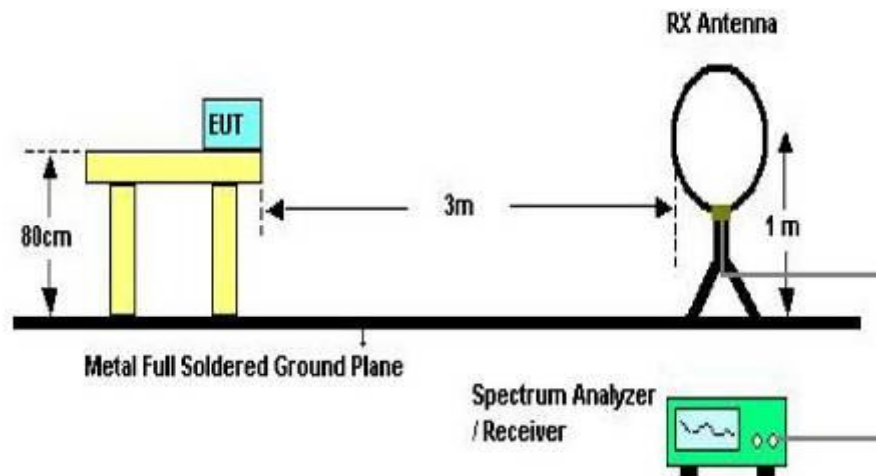 RX Antenna
EUT
3m
80cm
1 m
Metal Full Soldered Ground Plane
Spectrum Analyzer
/ Receiver